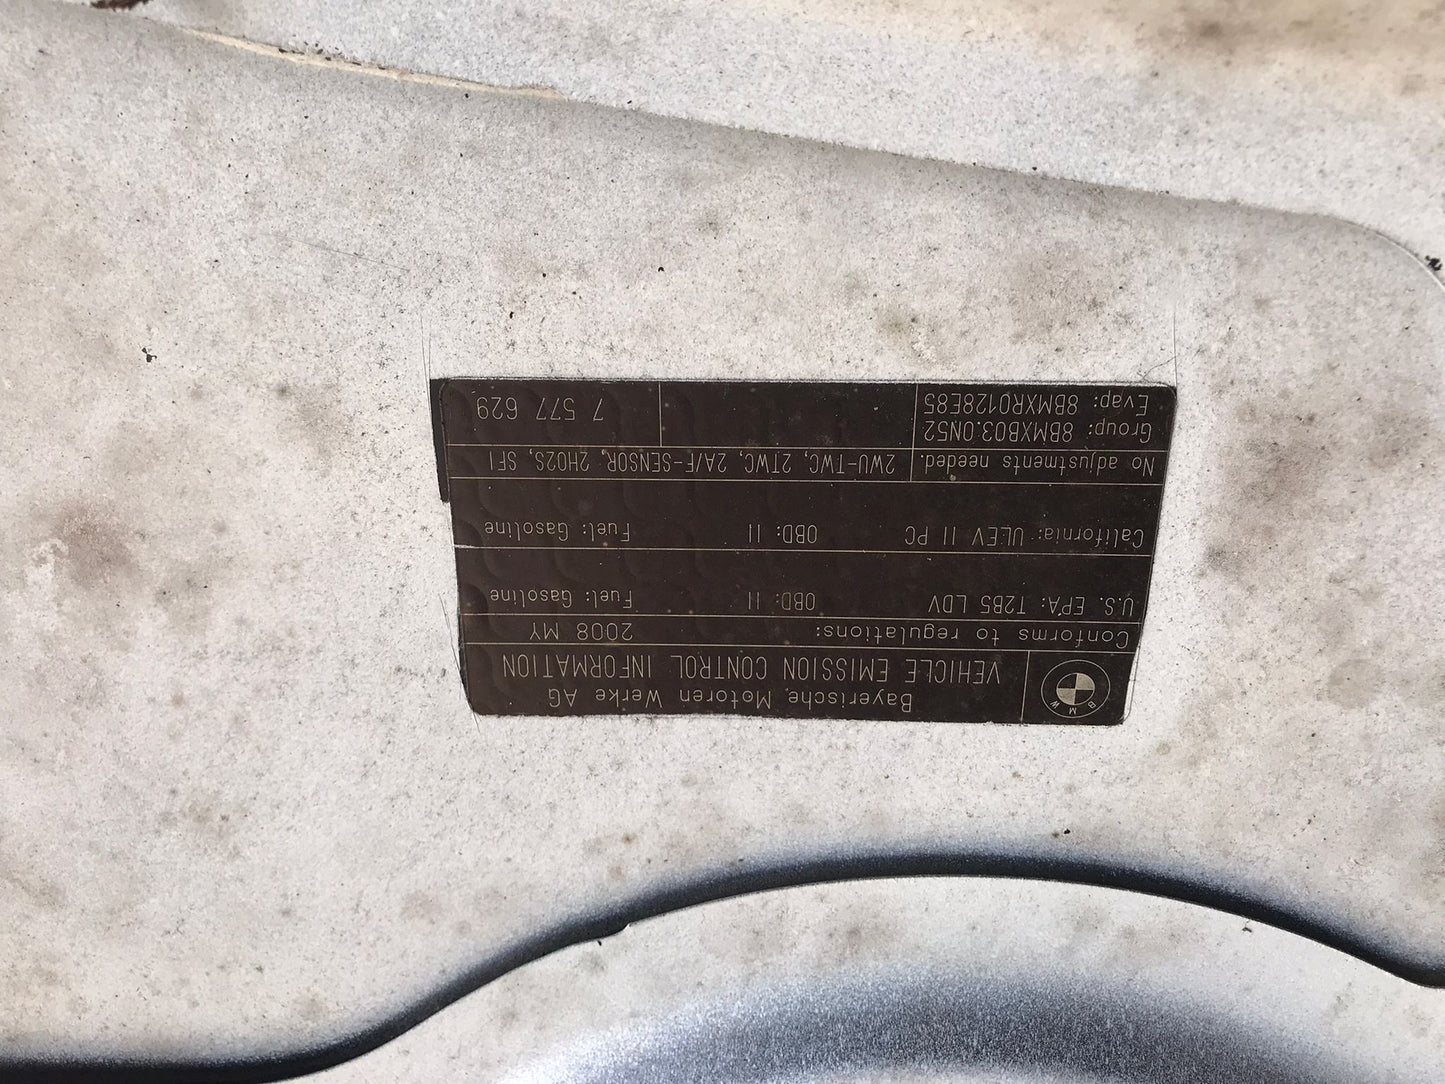 BMW
Bayerische Motoren Werke AG
VEHICLE EMISSION CONTROL INFORMATION
Conforms to regulations: 2008 MY
U.S. EPA: T2B5 LDV OBD: II Fuel: Gasoline
California: ULEV II PC OBD: II Fuel: Gasoline
No adjustments needed. 2WU-TWC, 2TWC, 2A/F-SENSOR, 2HO2S, SFI
Group: 8BMXB03.0N52
Evap: 8BMXR0128E85
7 577 629